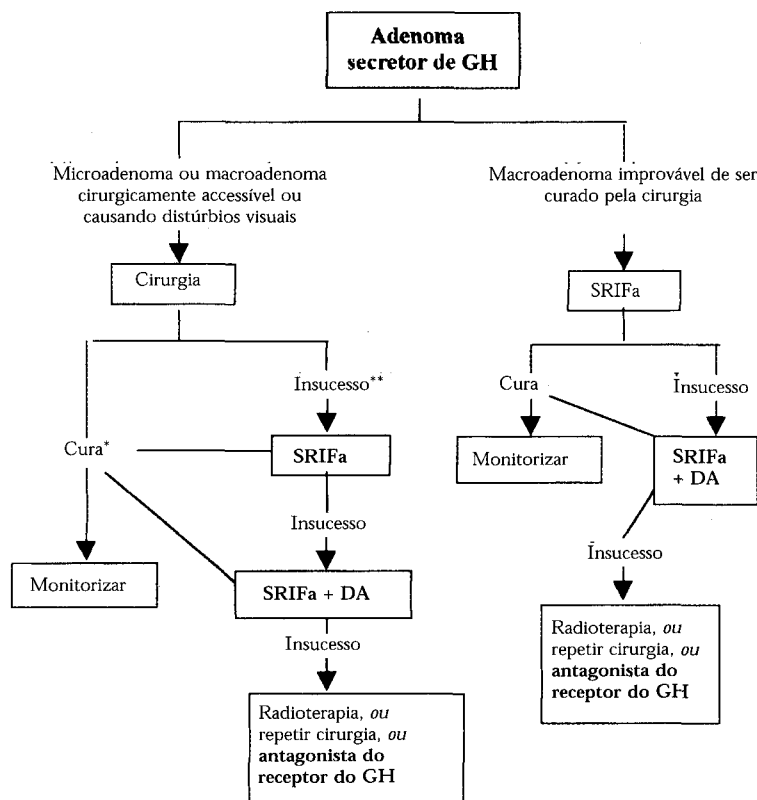 Adenoma
secretor de GH
Microadenoma ou macroadenoma
cirurgicamente accessível ou
causando distúrbios visuais
Macroadenoma improvável de ser
curado pela cirurgia
Cirurgia
SRIFa
Insucesso**
Cura
Insucesso
Cura*
SRIFa
Monitorizar
SRIFa
+ DA
Insucesso
Insucesso
Monitorizar
SRIFa + DA
Insucesso
Radioterapia, ou
repetir cirurgia, ou
antagonista do
receptor do GH
Radioterapia, ou
repetir cirurgia, ou
antagonista do
receptor do GH